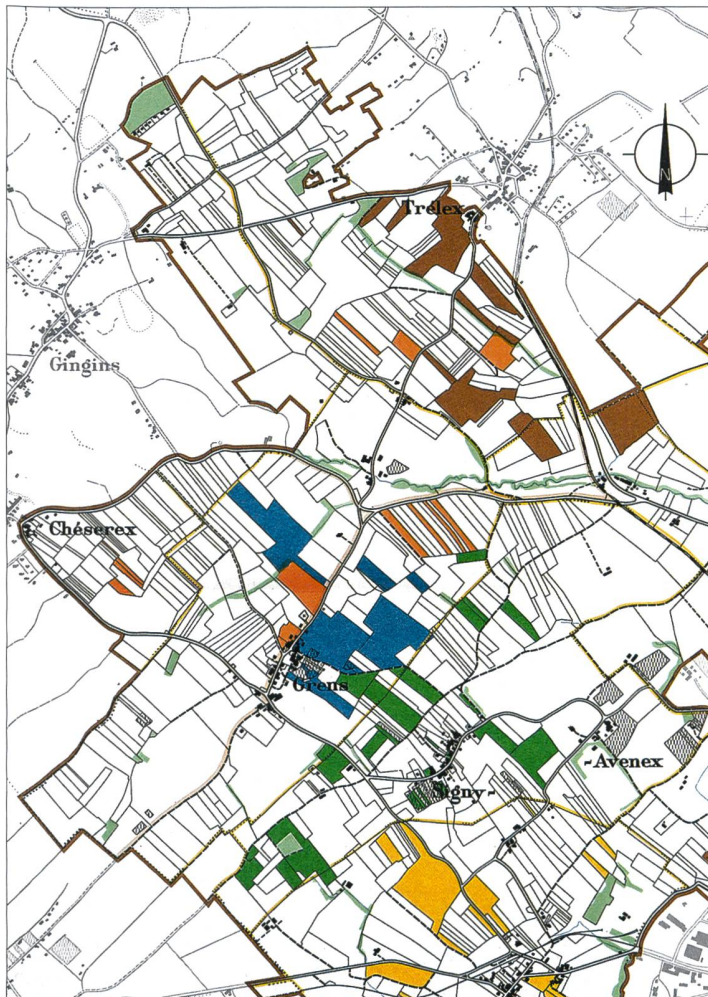 Trélex
N
Gingins
Chéserex
Grens
Signy-
-Avenex